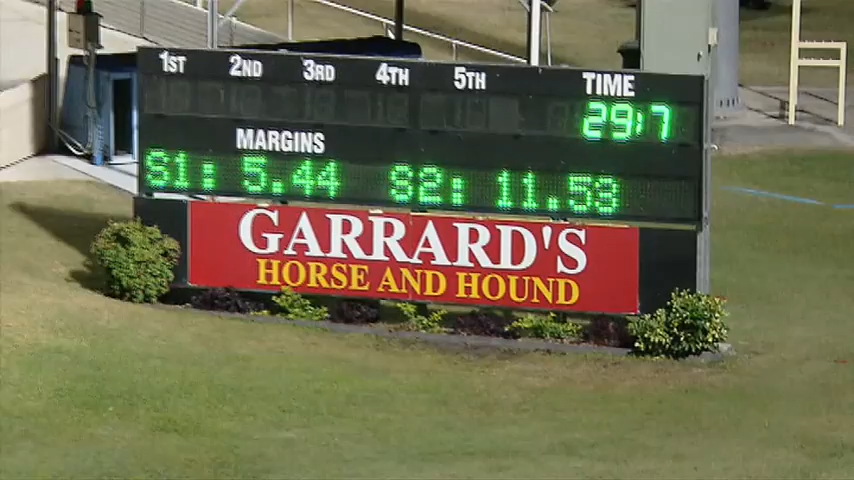 1ST 2ND 3RD 4TH 5TH TIME
29:7
MARGINS
S1: 5.44 S2: 11.58
GARRARD'S
HORSE AND HOUND